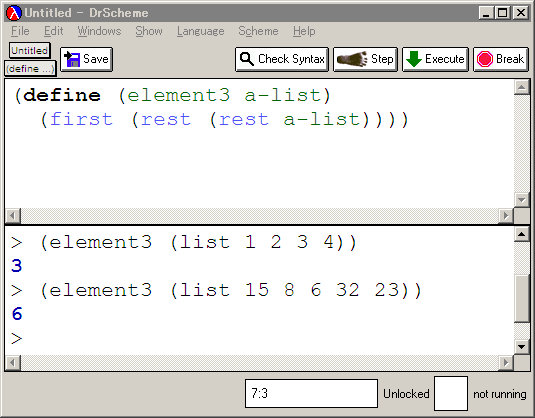 Untitled - DrScheme
File Edit Windows Show Language Scheme Help
Untitled
(define ...)
Save
Check Syntax
Step
Execute
Break
(define (element3 a-list)
  (first (rest (rest a-list))))
> (element3 (list 1 2 3 4))
3
> (element3 (list 15 8 6 32 23))
6
>
7:3
Unlocked
not running